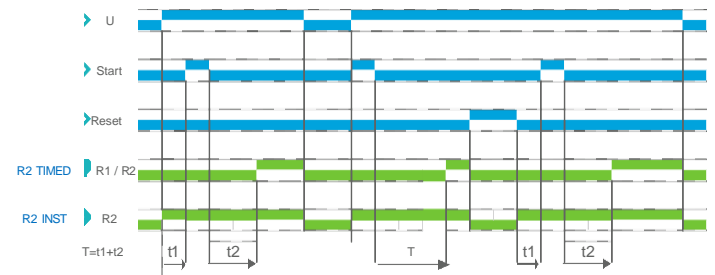 U
Start
Reset
R2 TIMED R1 / R2
R2 INST R2
T=t1+t2 t1 t2 T t1 t2